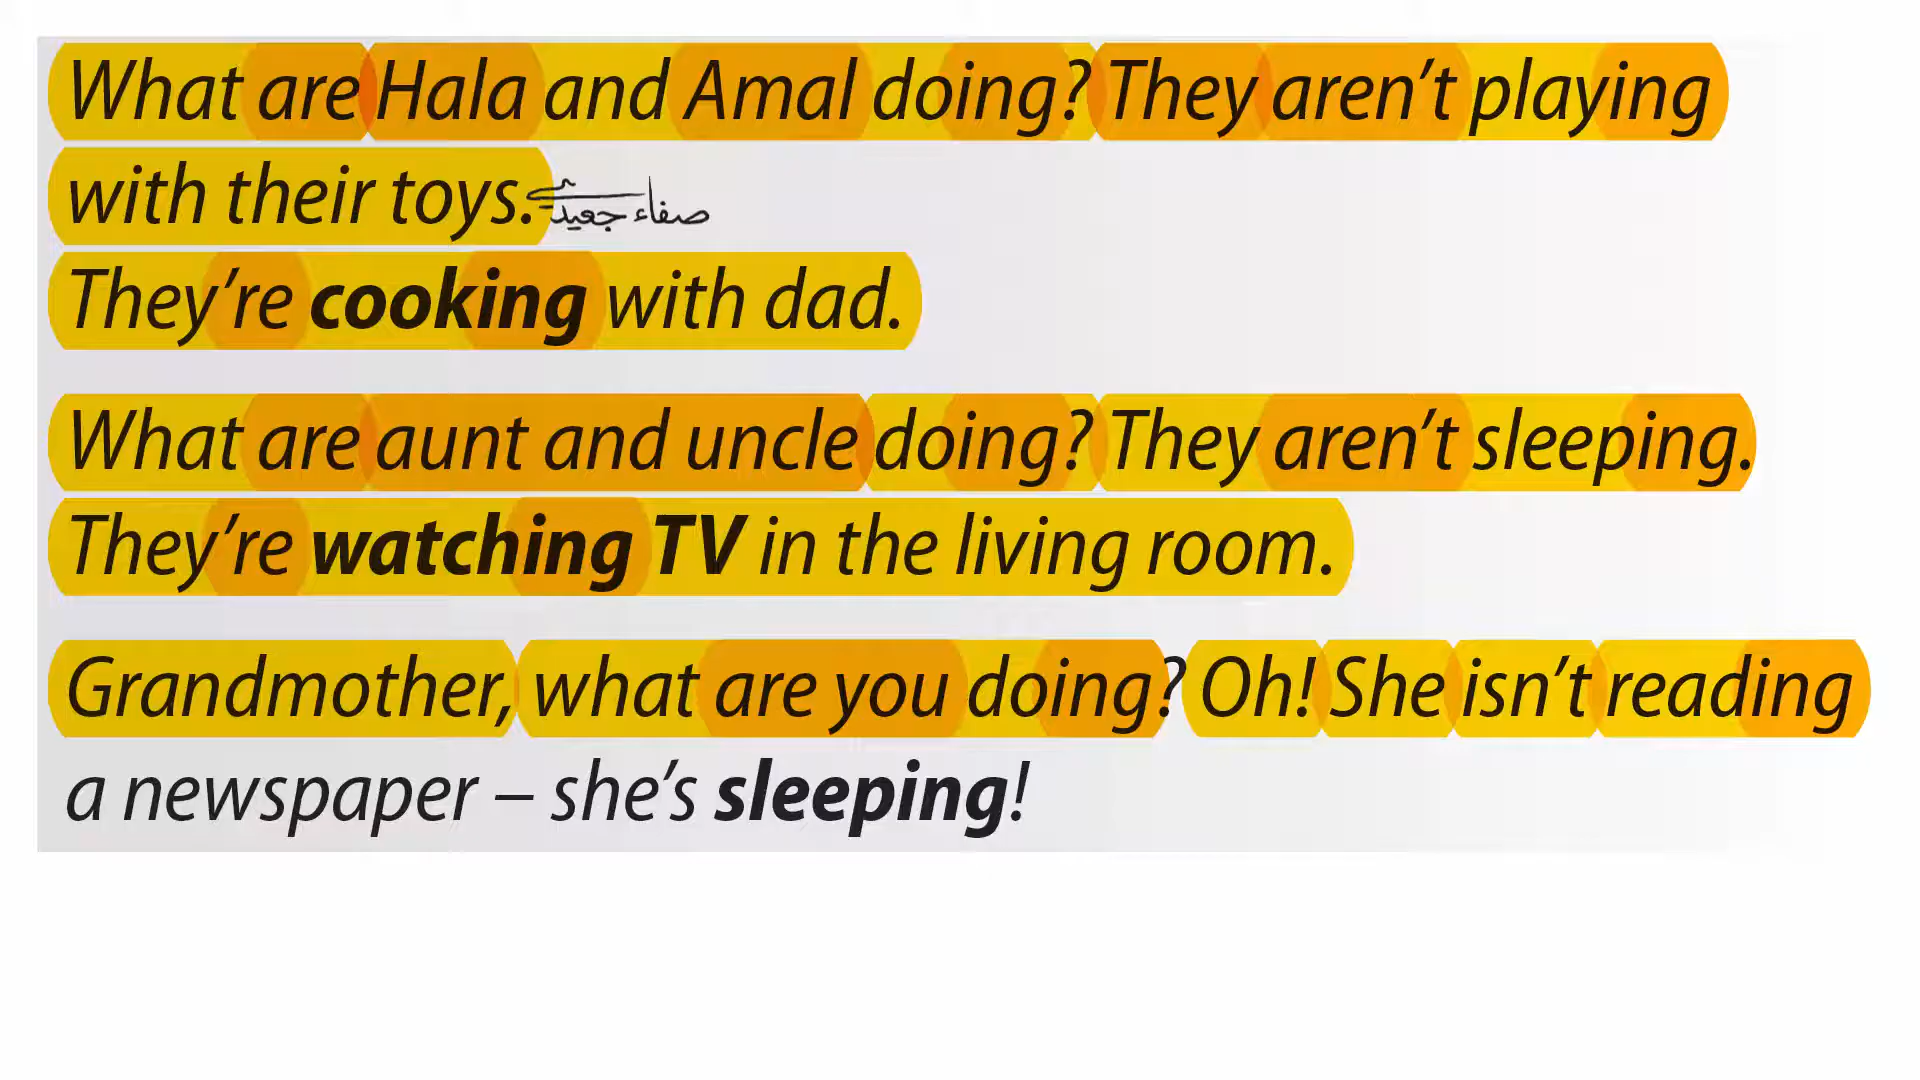 What are Hala and Amal doing? They aren’t playing
with their toys.
صفاء جعيدي
They’re cooking with dad.
What are aunt and uncle doing? They aren’t sleeping.
They’re watching TV in the living room.
Grandmother, what are you doing? Oh! She isn’t reading
a newspaper – she’s sleeping!